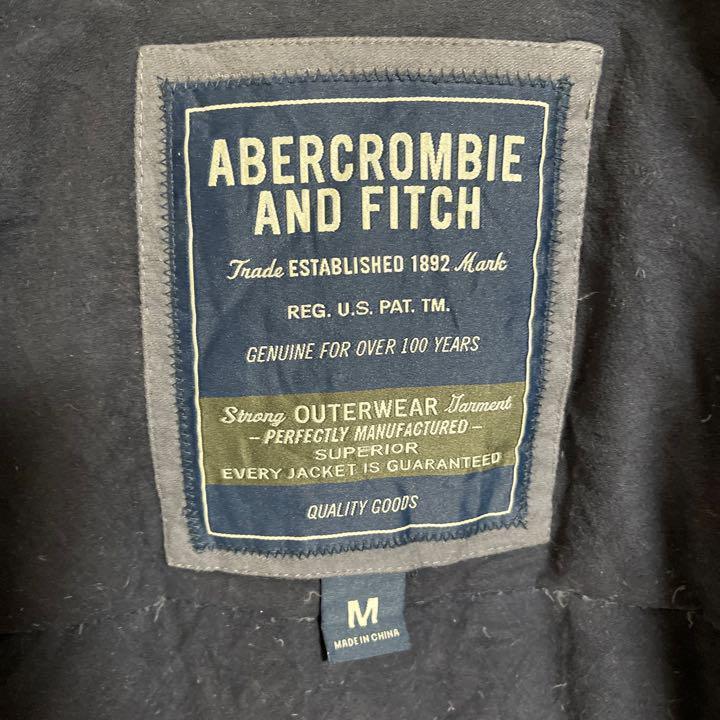 ABERCROMBIE
AND FITCH
Trade ESTABLISHED 1892 Mark
REG. U.S. PAT. TM.
GENUINE FOR OVER 100 YEARS
Strong OUTERWEAR Garment
– PERFECTLY MANUFACTURED –
SUPERIOR
EVERY JACKET IS GUARANTEED
QUALITY GOODS
M
MADE IN CHINA